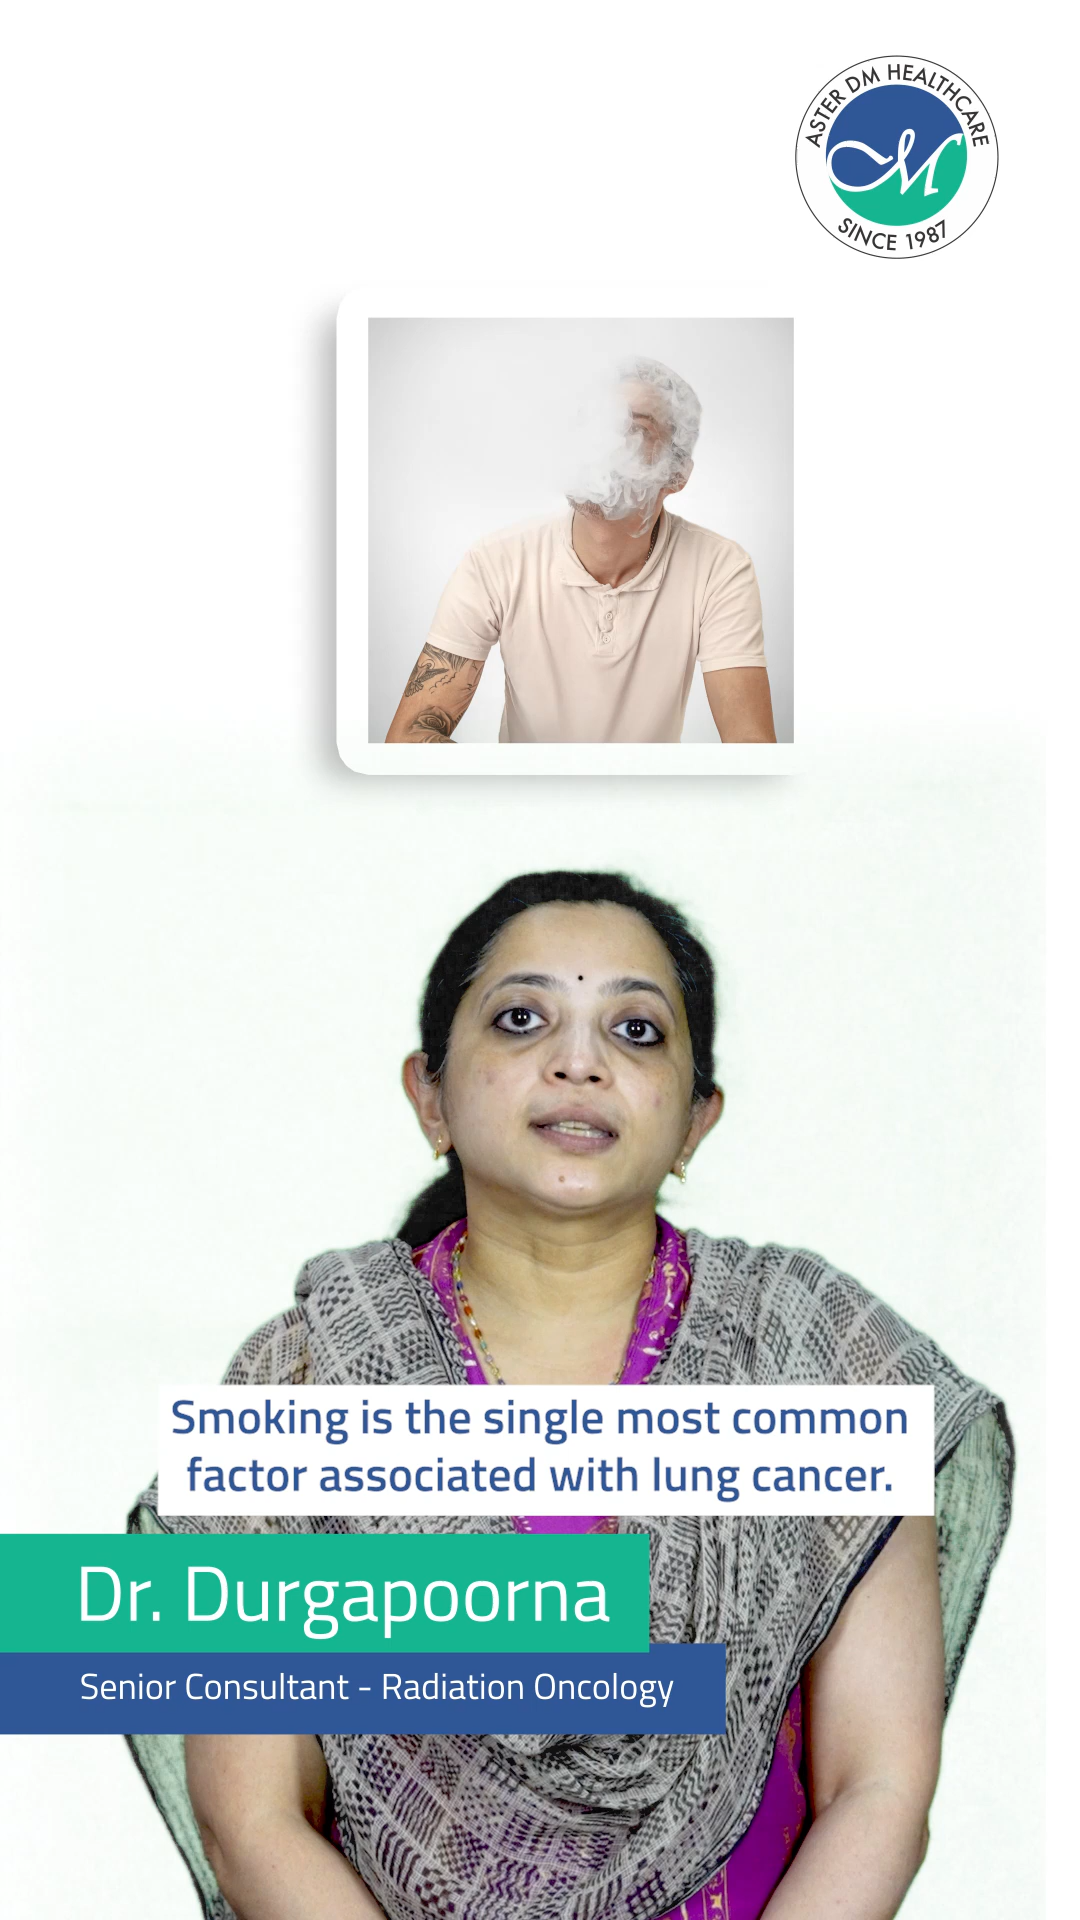 ASTER DM HEALTHCARE
SINCE 1987
Smoking is the single most common
factor associated with lung cancer.
Dr. Durgapoorna
Senior Consultant - Radiation Oncology